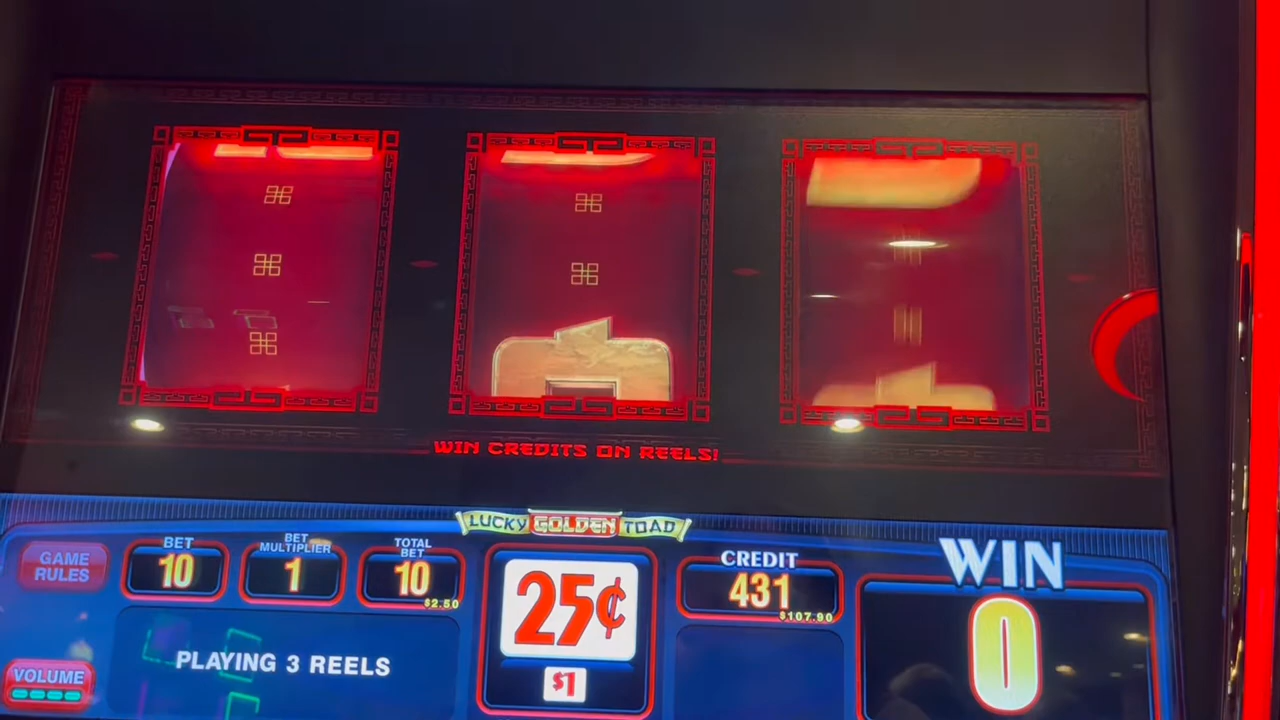 WIN CREDITS ON REELS!
LUCKY GOLDEN TOAD
GAME RULES
BET
10
BET MULTIPLIER
1
TOTAL BET
10
$2.50
25¢
$1
CREDIT
431
$107.90
WIN
0
PLAYING 3 REELS
VOLUME